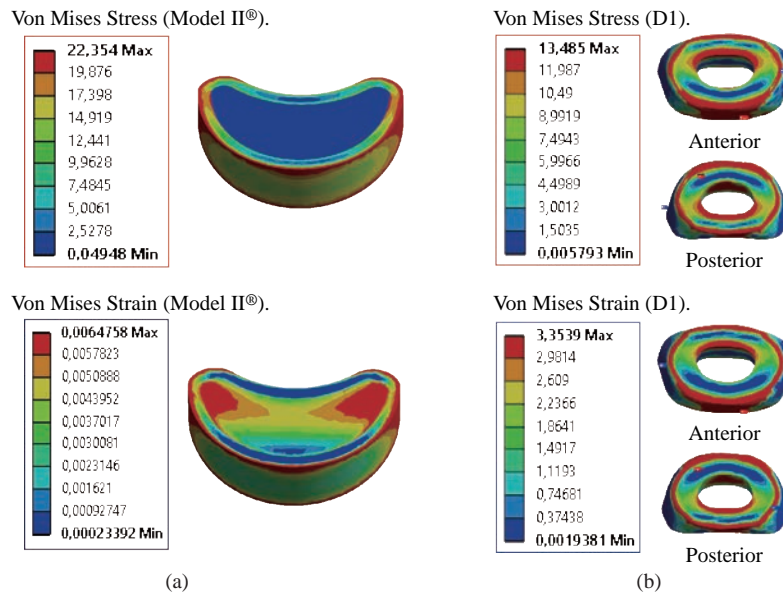 Von Mises Stress (Model II®).
22,354 Max
19,876
17,398
14,919
12,441
9,9628
7,4845
5,0061
2,5278
0,04948 Min
Von Mises Stress (D1).
13,485 Max
11,987
10,49
8,9919
7,4943
5,9966
4,4989
3,0012
1,5035
0,005793 Min
Anterior
Posterior
Von Mises Strain (Model II®).
0,0064758 Max
0,0057823
0,0050888
0,0043952
0,0037017
0,0030081
0,0023146
0,001621
0,00092747
0,00023392 Min
Von Mises Strain (D1).
3,3539 Max
2,9814
2,609
2,2366
1,8641
1,4917
1,1193
0,74681
0,37438
0,0019381 Min
Anterior
Posterior
(a)
(b)